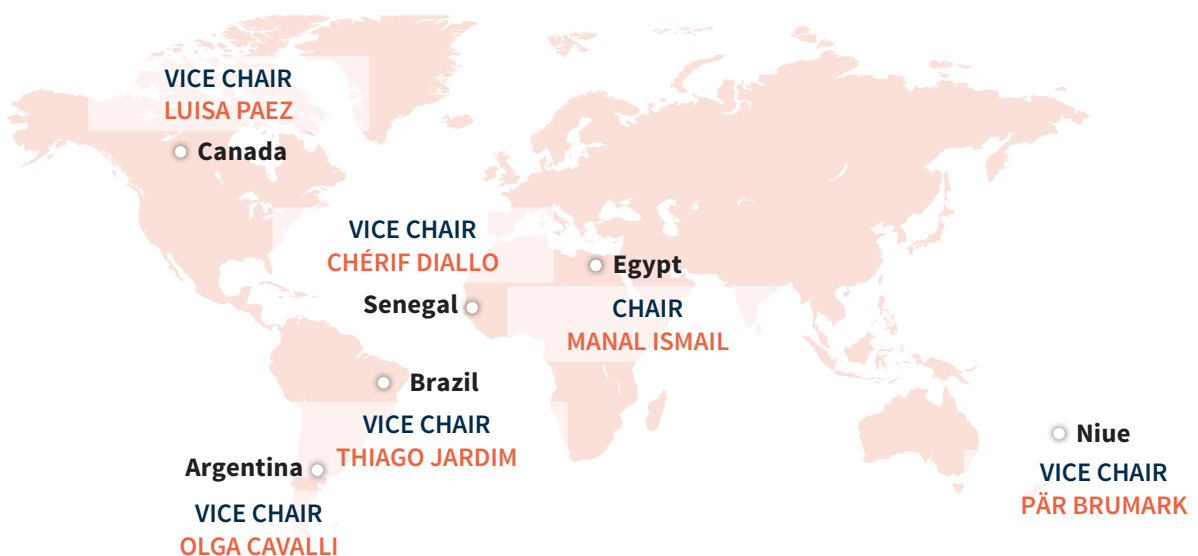 VICE CHAIR
LUISA PAEZ
Canada
VICE CHAIR
CHÉRIF DIALLO
Senegal
Egypt
CHAIR
MANAL ISMAIL
Brazil
VICE CHAIR
THIAGO JARDIM
Argentina
VICE CHAIR
OLGA CAVALLI
Niue
VICE CHAIR
PÄR BRUMARK